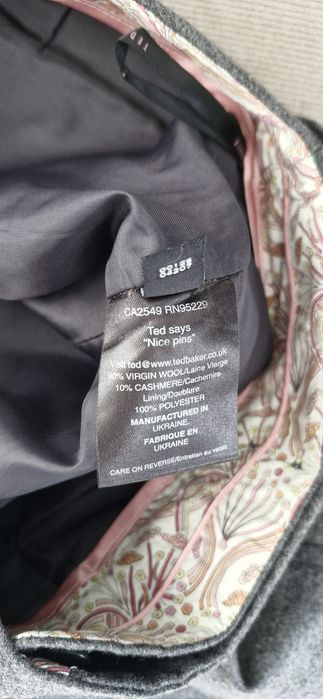 TED
CA2549 RN95229
Ted says
"Nice pins"
Visit ted@www.tedbaker.co.uk
90% VIRGIN WOOL/Laine Vierge
10% CASHMERE/Cachemire
Lining/Doublure
100% POLYESTER
MANUFACTURED IN
UKRAINE.
FABRIQUE EN
UKRAINE.
CARE ON REVERSE/Entretien au verso